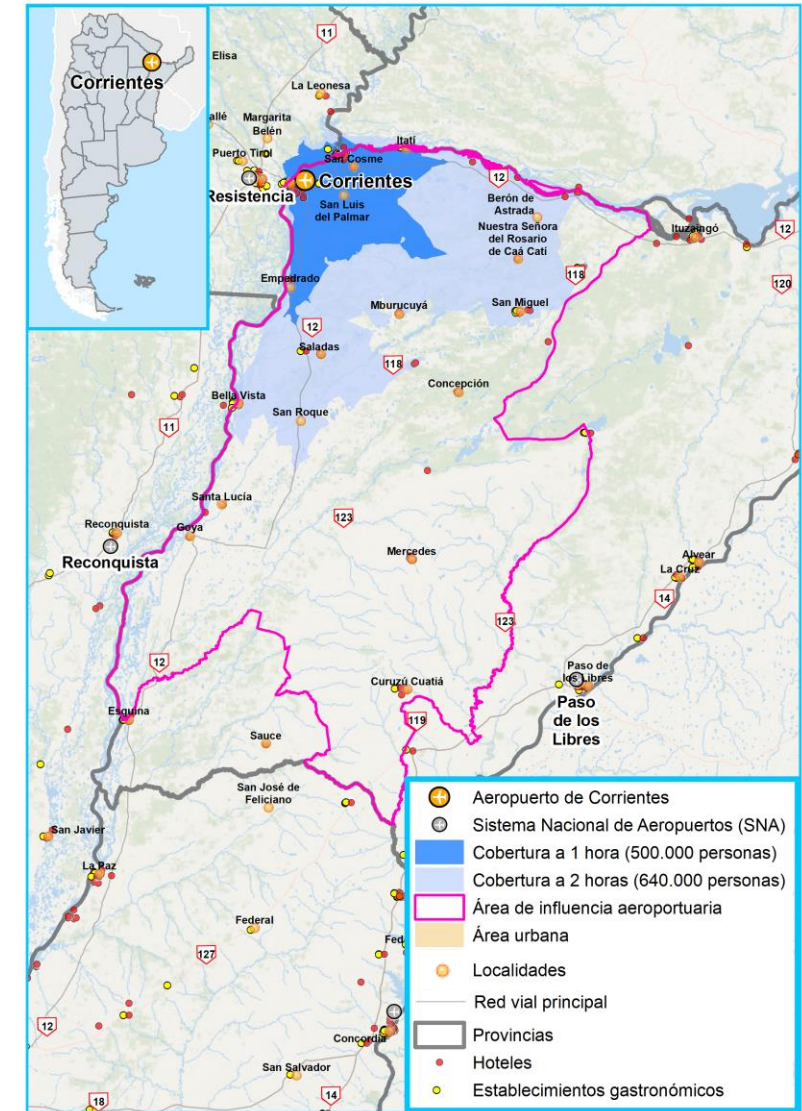 Corrientes
11
Elisa
La Leonesa
allé
Margarita
Belén
Puerto Tirol
Itatí
San Cosme
12
Resistencia
Corrientes
San Luis
del Palmar
Berón de
Astrada
Nuestra Señora
del Rosario
de Caá Catí
Ituzaingó
12
118
120
Empedrado
Mburucuyá
San Miguel
12
Saladas
118
Concepción
Bella Vista
San Roque
11
Santa Lucía
123
Reconquista
Goya
Reconquista
Mercedes
Alvear
La Cruz
14
123
12
Paso de
los Libres
Curuzú Cuatiá
Paso
de los
Libres
Esquina
119
Sauce
San José de
Feliciano
San Javier
La Paz
Federal
Fed
127
12
Concordia
San Salvador
18
14
Aeropuerto de Corrientes
Sistema Nacional de Aeropuertos (SNA)
Cobertura a 1 hora (500.000 personas)
Cobertura a 2 horas (640.000 personas)
Área de influencia aeroportuaria
Área urbana
Localidades
Red vial principal
Provincias
Hoteles
Establecimientos gastronómicos